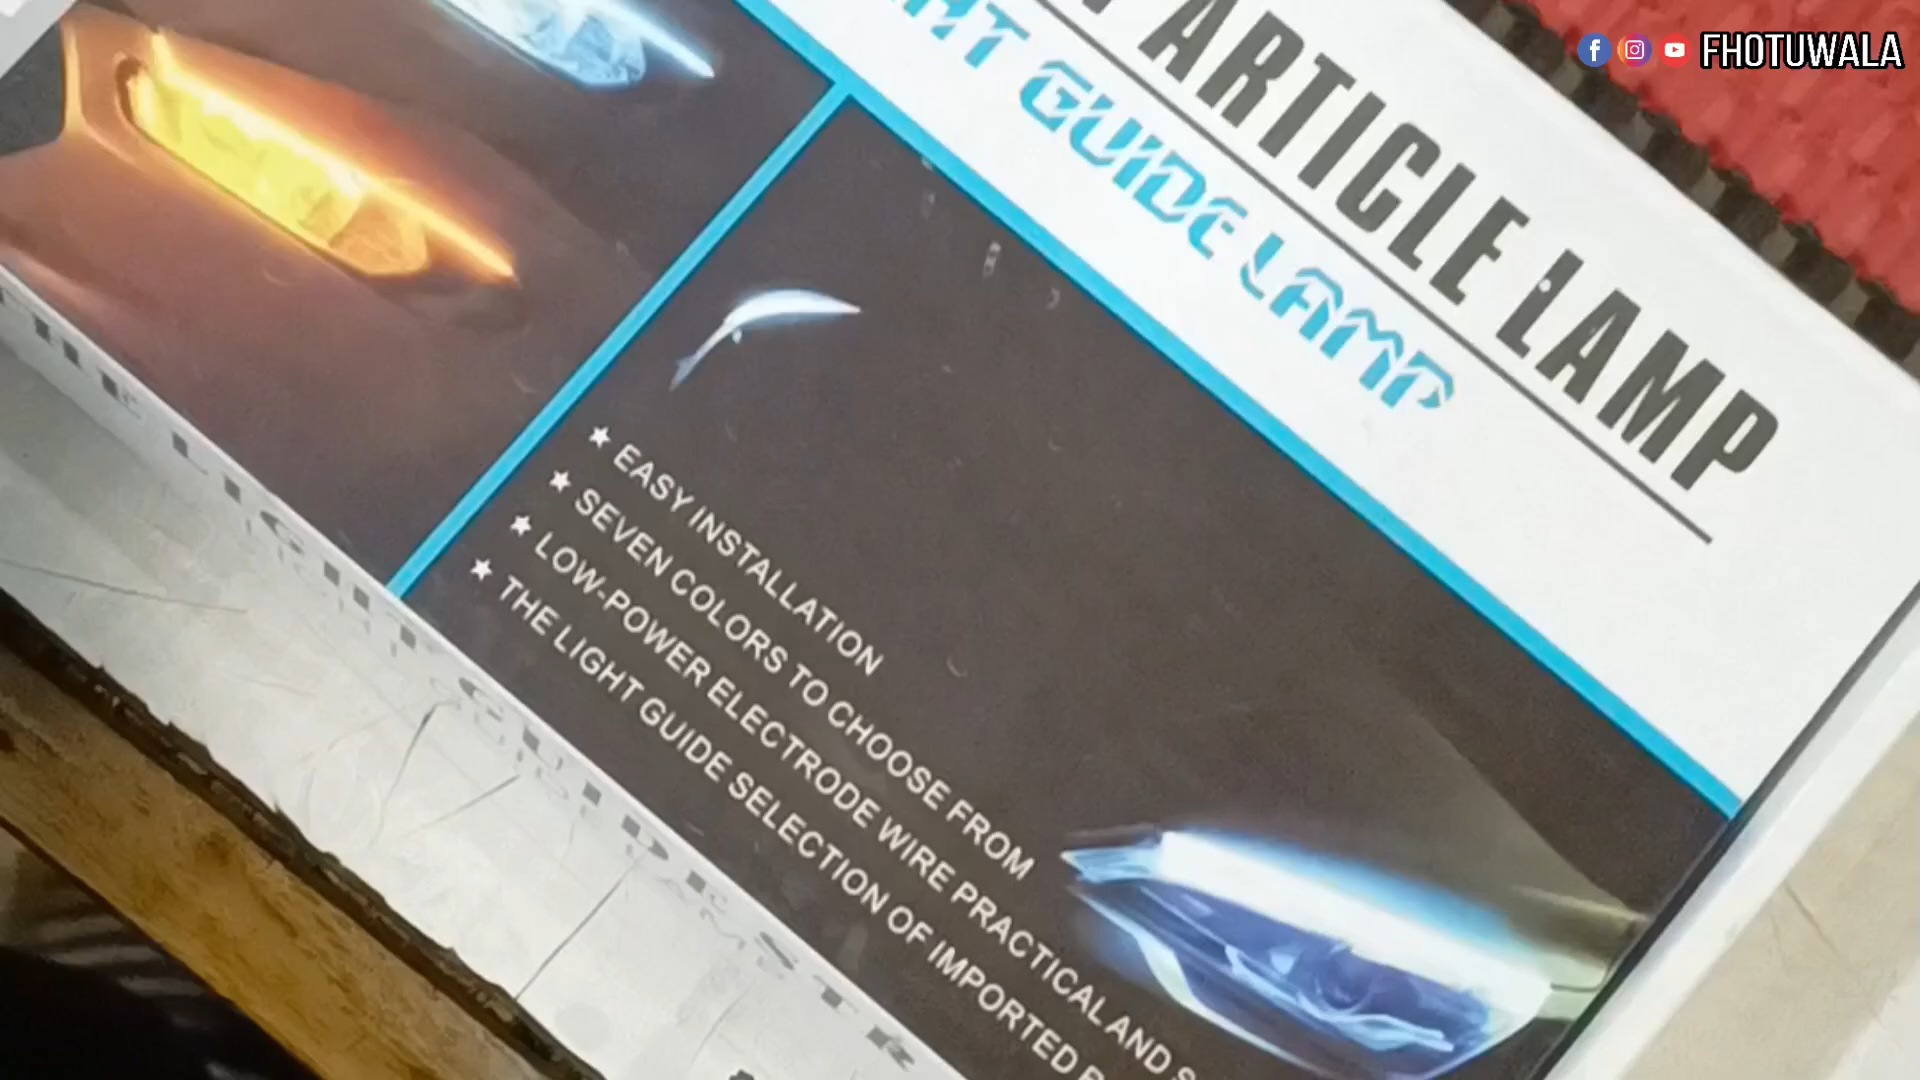 FHOTUWALA
ARTICLE LAMP
GUIDE LAMP
★ EASY INSTALLATION
★ SEVEN COLORS TO CHOOSE FROM
★ LOW-POWER ELECTRODE WIRE PRACTICAL AND
★ THE LIGHT GUIDE SELECTION OF IMPORTED